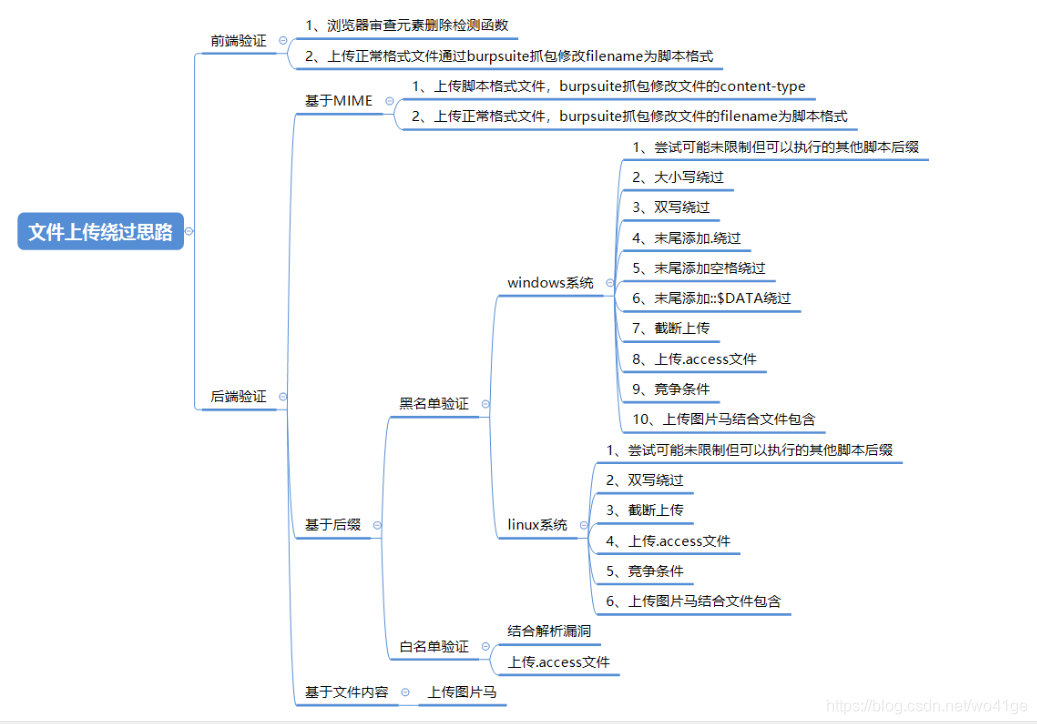 文件上传绕过思路
前端验证
1、浏览器审查元素删除检测函数
2、上传正常格式文件通过burpsuite抓包修改filename为脚本格式
后端验证
基于MIME
1、上传脚本格式文件，burpsuite抓包修改文件的content-type
2、上传正常格式文件，burpsuite抓包修改文件的filename为脚本格式
基于后缀
黑名单验证
windows系统
1、尝试可能未限制但可以执行的其他脚本后缀
2、大小写绕过
3、双写绕过
4、末尾添加.绕过
5、末尾添加空格绕过
6、末尾添加::$DATA绕过
7、截断上传
8、上传.access文件
9、竞争条件
10、上传图片马结合文件包含
linux系统
1、尝试可能未限制但可以执行的其他脚本后缀
2、双写绕过
3、截断上传
4、上传.access文件
5、竞争条件
6、上传图片马结合文件包含
白名单验证
结合解析漏洞
上传.access文件
基于文件内容
上传图片马
https://blog.csdn.net/wo41ge